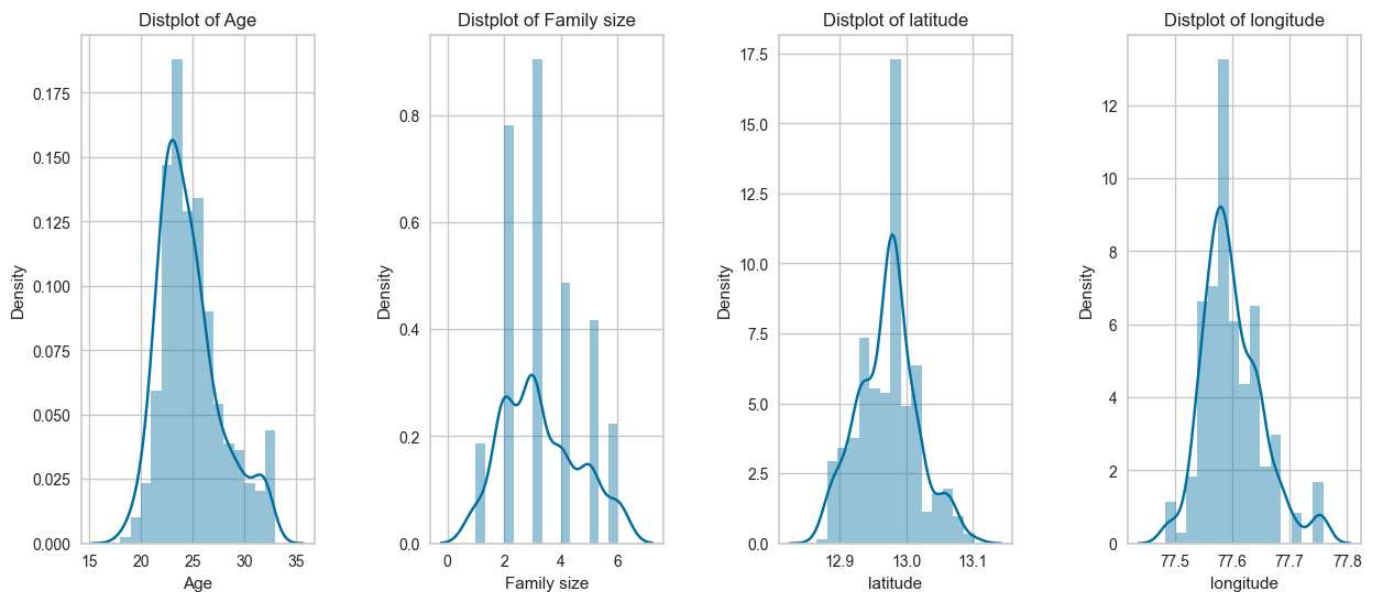 Distplot of Age
0.175
0.150
0.125
0.100
0.075
0.050
0.025
0.000
Density
15 20 25 30 35
Age
Distplot of Family size
0.8
0.6
0.4
0.2
0.0
Density
0 2 4 6
Family size
Distplot of latitude
17.5
15.0
12.5
10.0
7.5
5.0
2.5
0.0
Density
12.9 13.0 13.1
latitude
Distplot of longitude
12
10
8
6
4
2
0
Density
77.5 77.6 77.7 77.8
longitude